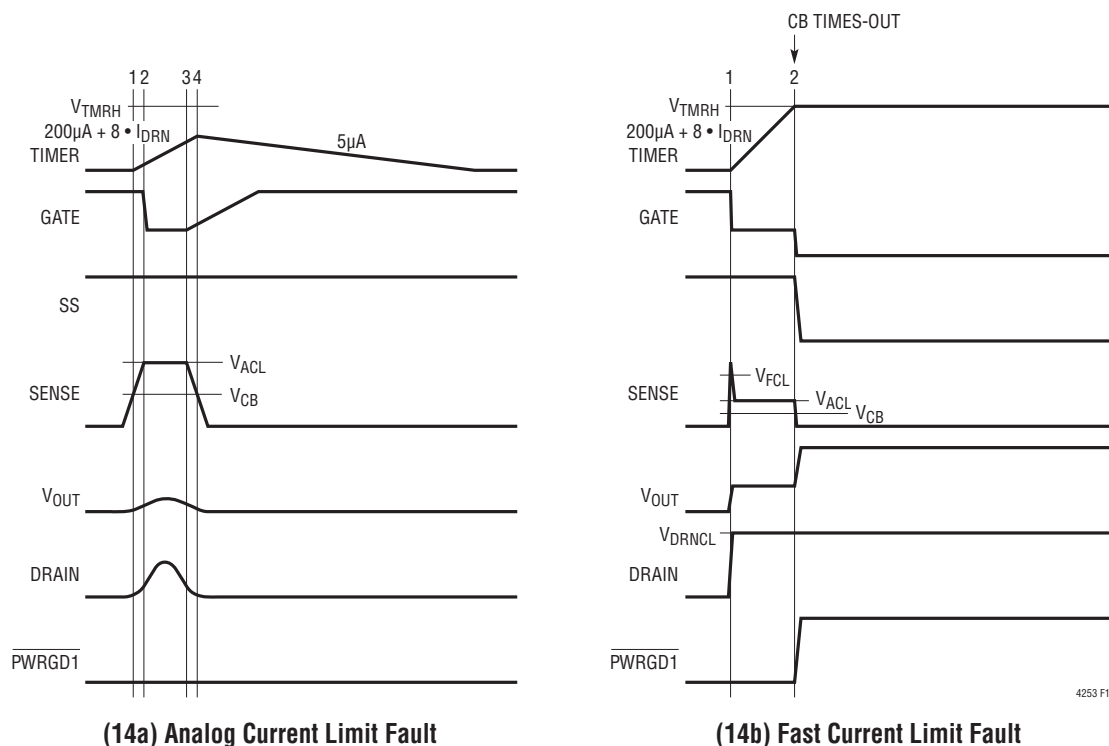 1 2 3 4
V_TMRH
200µA + 8 • I_DRN
TIMER
5µA
GATE
SS
V_ACL
SENSE
V_CB
V_OUT
DRAIN
PWRGD1
(14a) Analog Current Limit Fault
CB TIMES-OUT
1 2
V_TMRH
200µA + 8 • I_DRN
TIMER
GATE
SS
V_FCL
SENSE
V_ACL
V_CB
V_OUT
V_DRNCL
DRAIN
PWRGD1
4253 F1
(14b) Fast Current Limit Fault